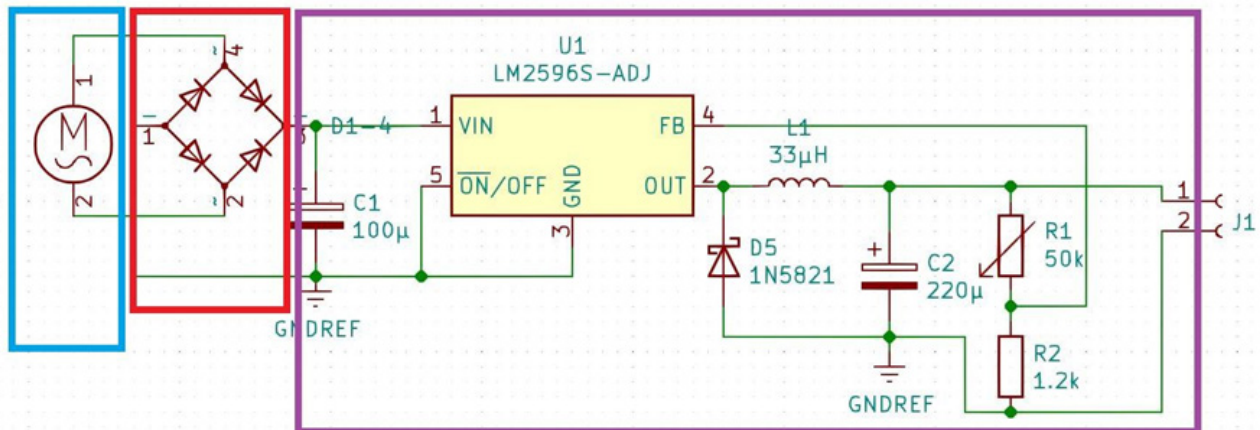 U1
LM2596S-ADJ
1
M
2
~ 4
− 1
3 D1-4
~ 2
1 VIN
5 ON/OFF
GND
3
FB 4
OUT 2
L1
33µH
C1
100µ
GNDREF
D5
1N5821
+
C2
220µ
GNDREF
R1
50k
R2
1.2k
1
2
J1